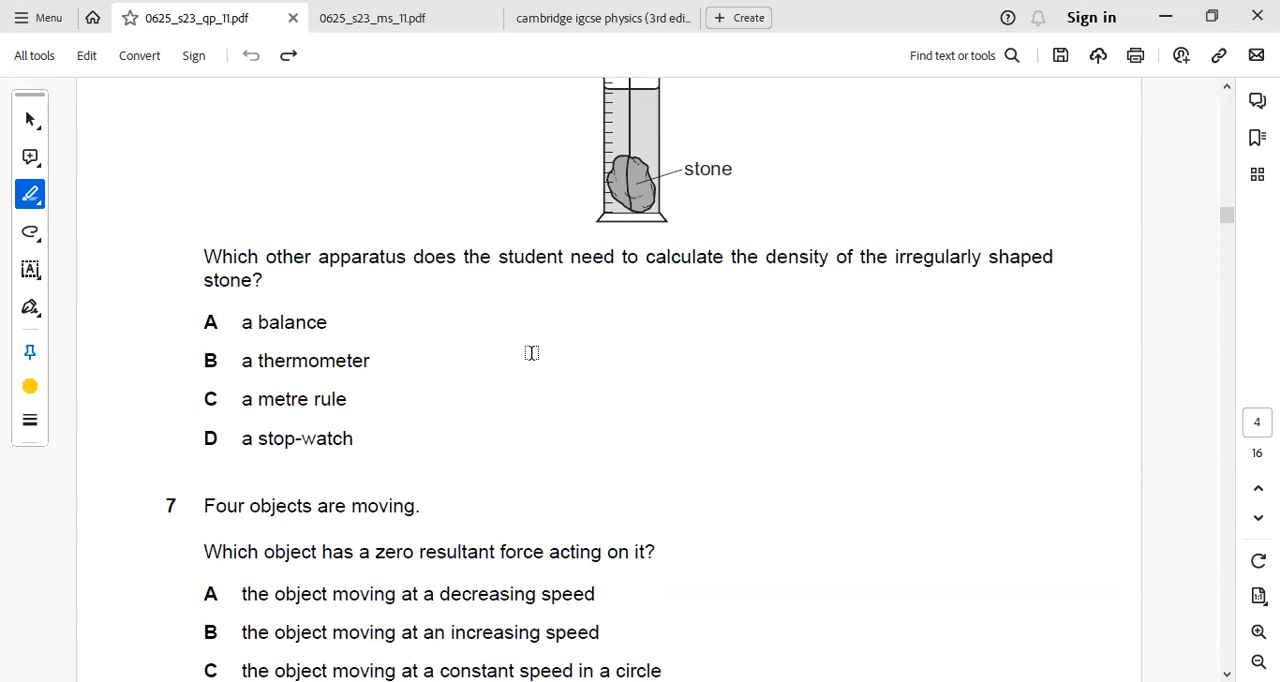 Menu
0625_s23_qp_11.pdf
0625_s23_ms_11.pdf
cambridge igcse physics (3rd edi...
Create
Sign in
All tools
Edit
Convert
Sign
Find text or tools
stone
Which other apparatus does the student need to calculate the density of the irregularly shaped
stone?
A a balance
B a thermometer
C a metre rule
D a stop-watch
7 Four objects are moving.
Which object has a zero resultant force acting on it?
A the object moving at a decreasing speed
B the object moving at an increasing speed
C the object moving at a constant speed in a circle
4
16
1:1